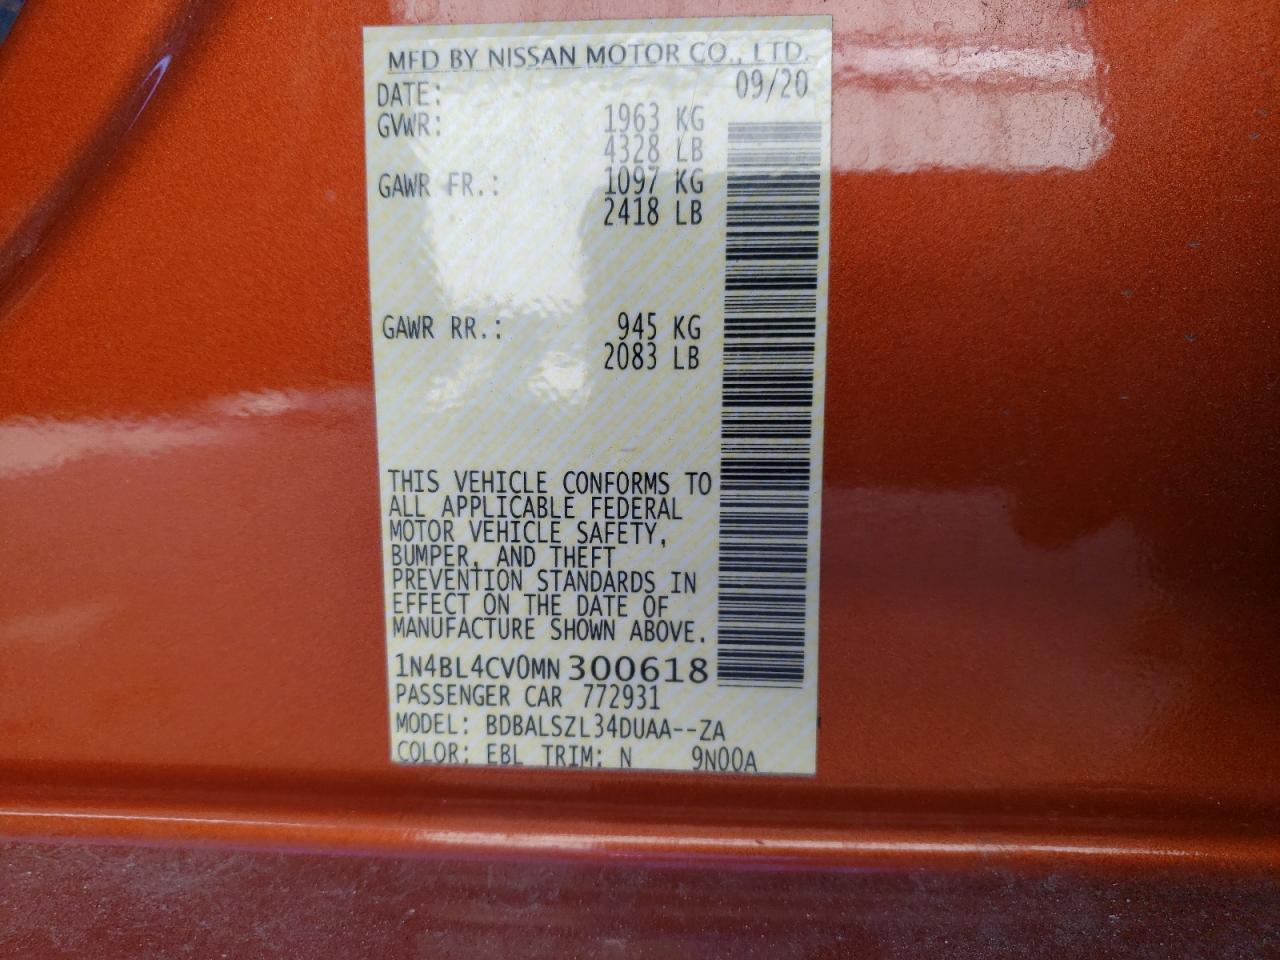 MFD BY NISSAN MOTOR CO., LTD.
DATE: 09/20
GVWR: 1963 KG
4328 LB
GAWR FR.: 1097 KG
2418 LB
GAWR RR.: 945 KG
2083 LB
THIS VEHICLE CONFORMS TO
ALL APPLICABLE FEDERAL
MOTOR VEHICLE SAFETY,
BUMPER, AND THEFT
PREVENTION STANDARDS IN
EFFECT ON THE DATE OF
MANUFACTURE SHOWN ABOVE.
1N4BL4CV0MN300618
PASSENGER CAR 772931
MODEL: BDBALSZL34DUAA--ZA
COLOR: EBL TRIM: N 9N00A